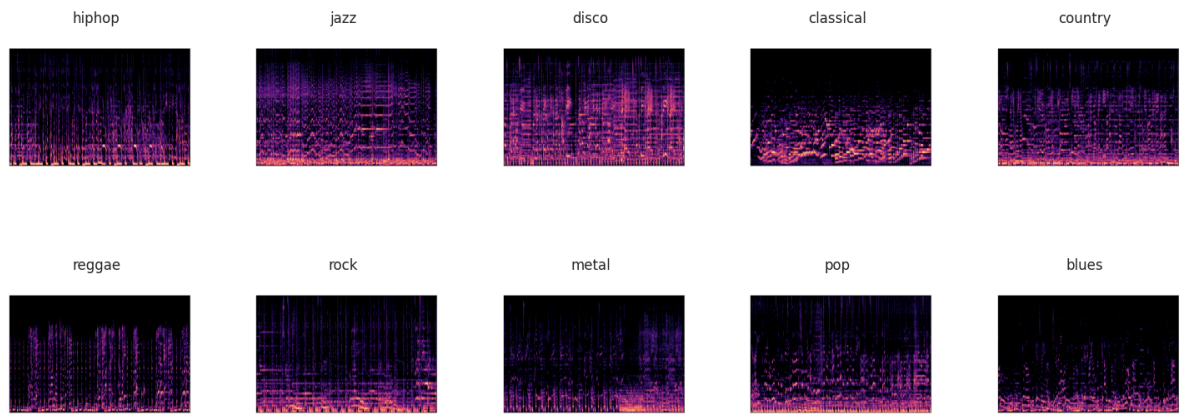 hiphop
jazz
disco
classical
country
reggae
rock
metal
pop
blues